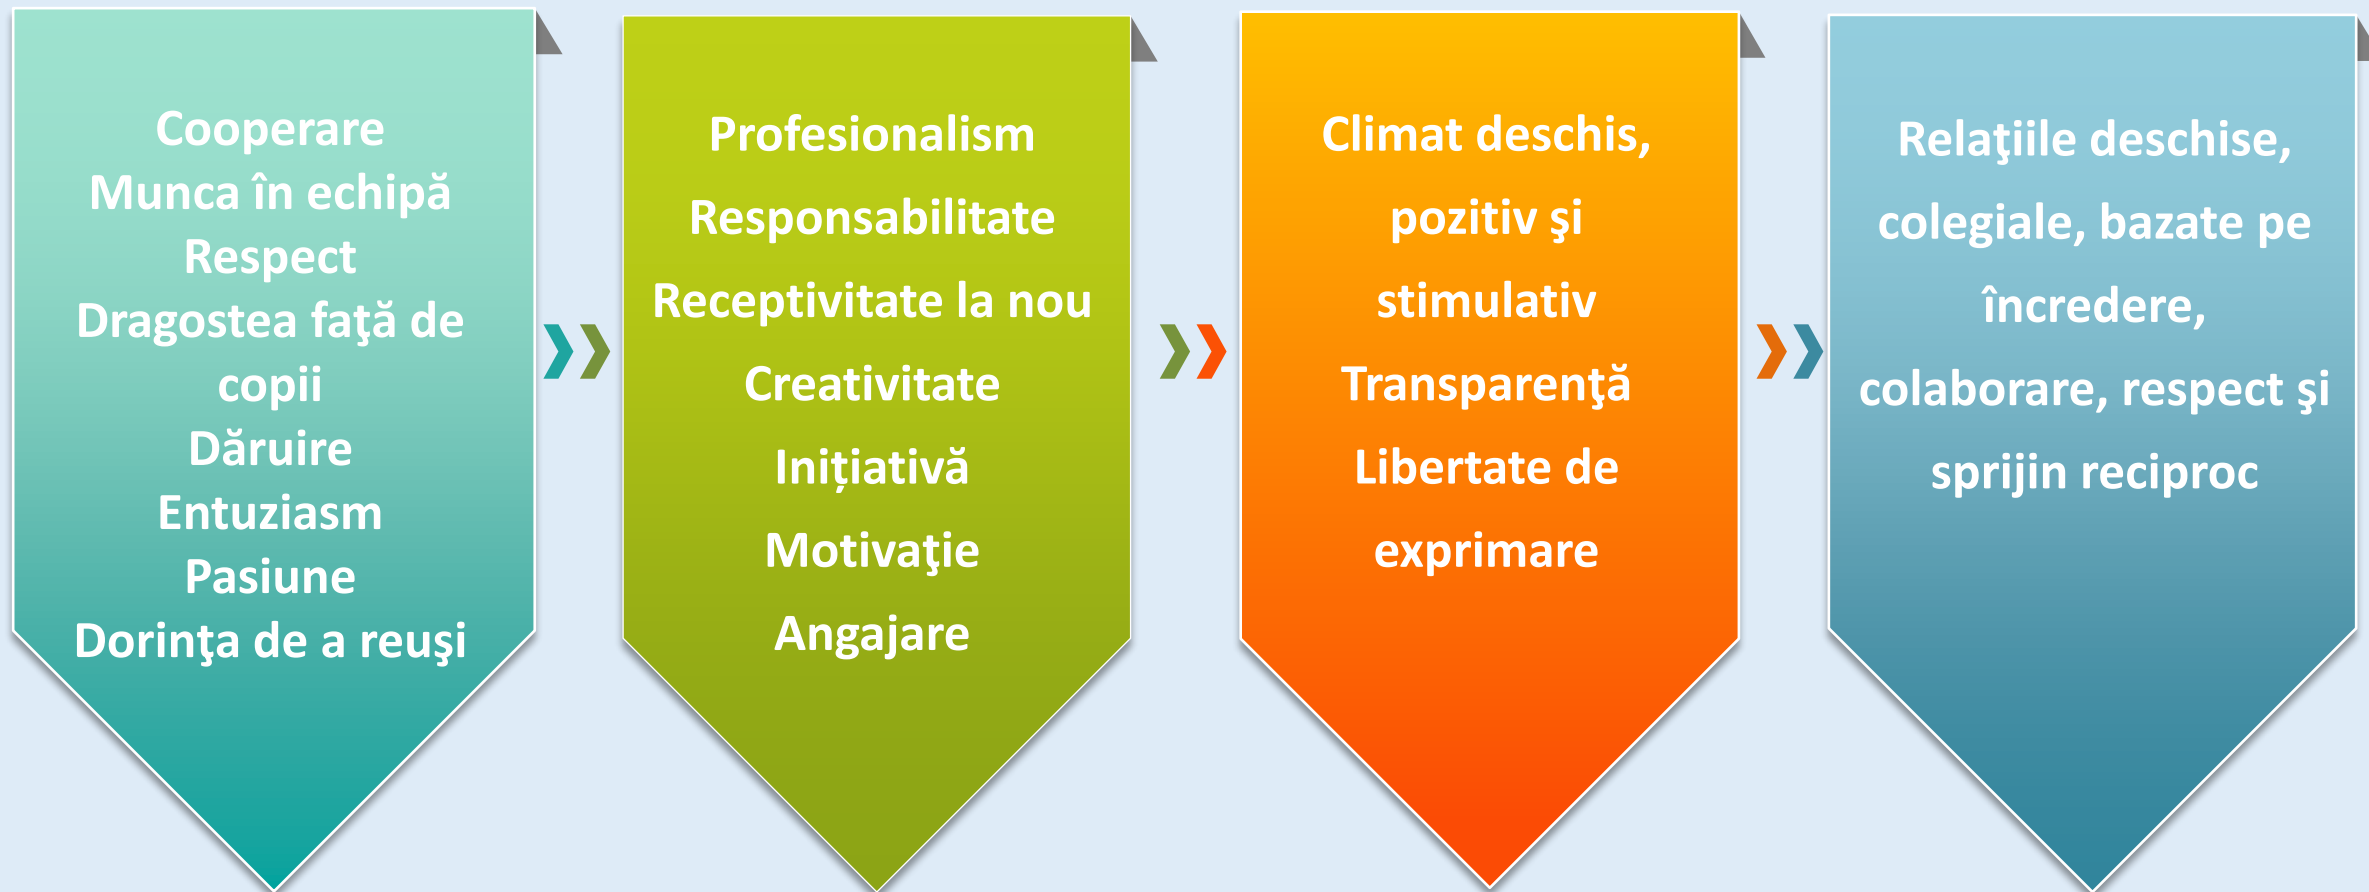 Cooperare
Munca în echipă
Respect
Dragostea faţă de
copii
Dăruire
Entuziasm
Pasiune
Dorinţa de a reuşi
Profesionalism
Responsabilitate
Receptivitate la nou
Creativitate
Inițiativă
Motivaţie
Angajare
Climat deschis,
pozitiv şi
stimulativ
Transparenţă
Libertate de
exprimare
Relaţiile deschise,
colegiale, bazate pe
încredere,
colaborare, respect şi
sprijin reciproc